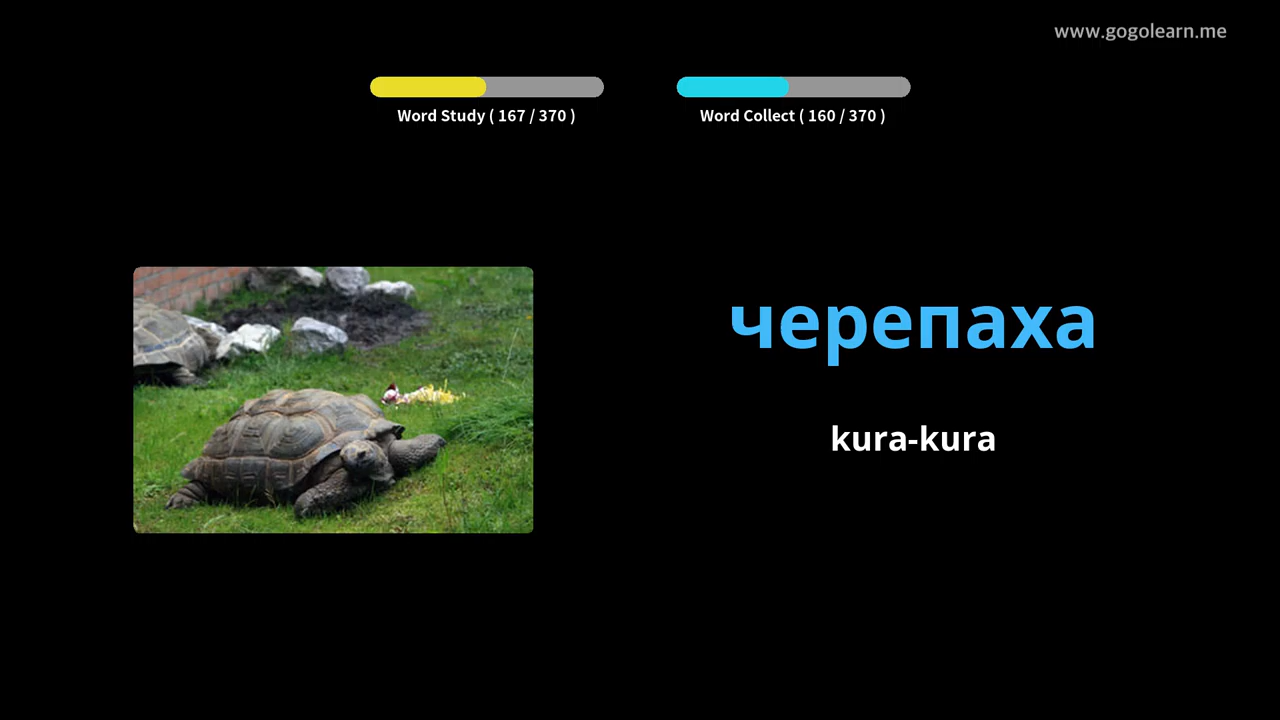 www.gogolearn.me
Word Study ( 167 / 370 )
Word Collect ( 160 / 370 )
черепаха
kura-kura